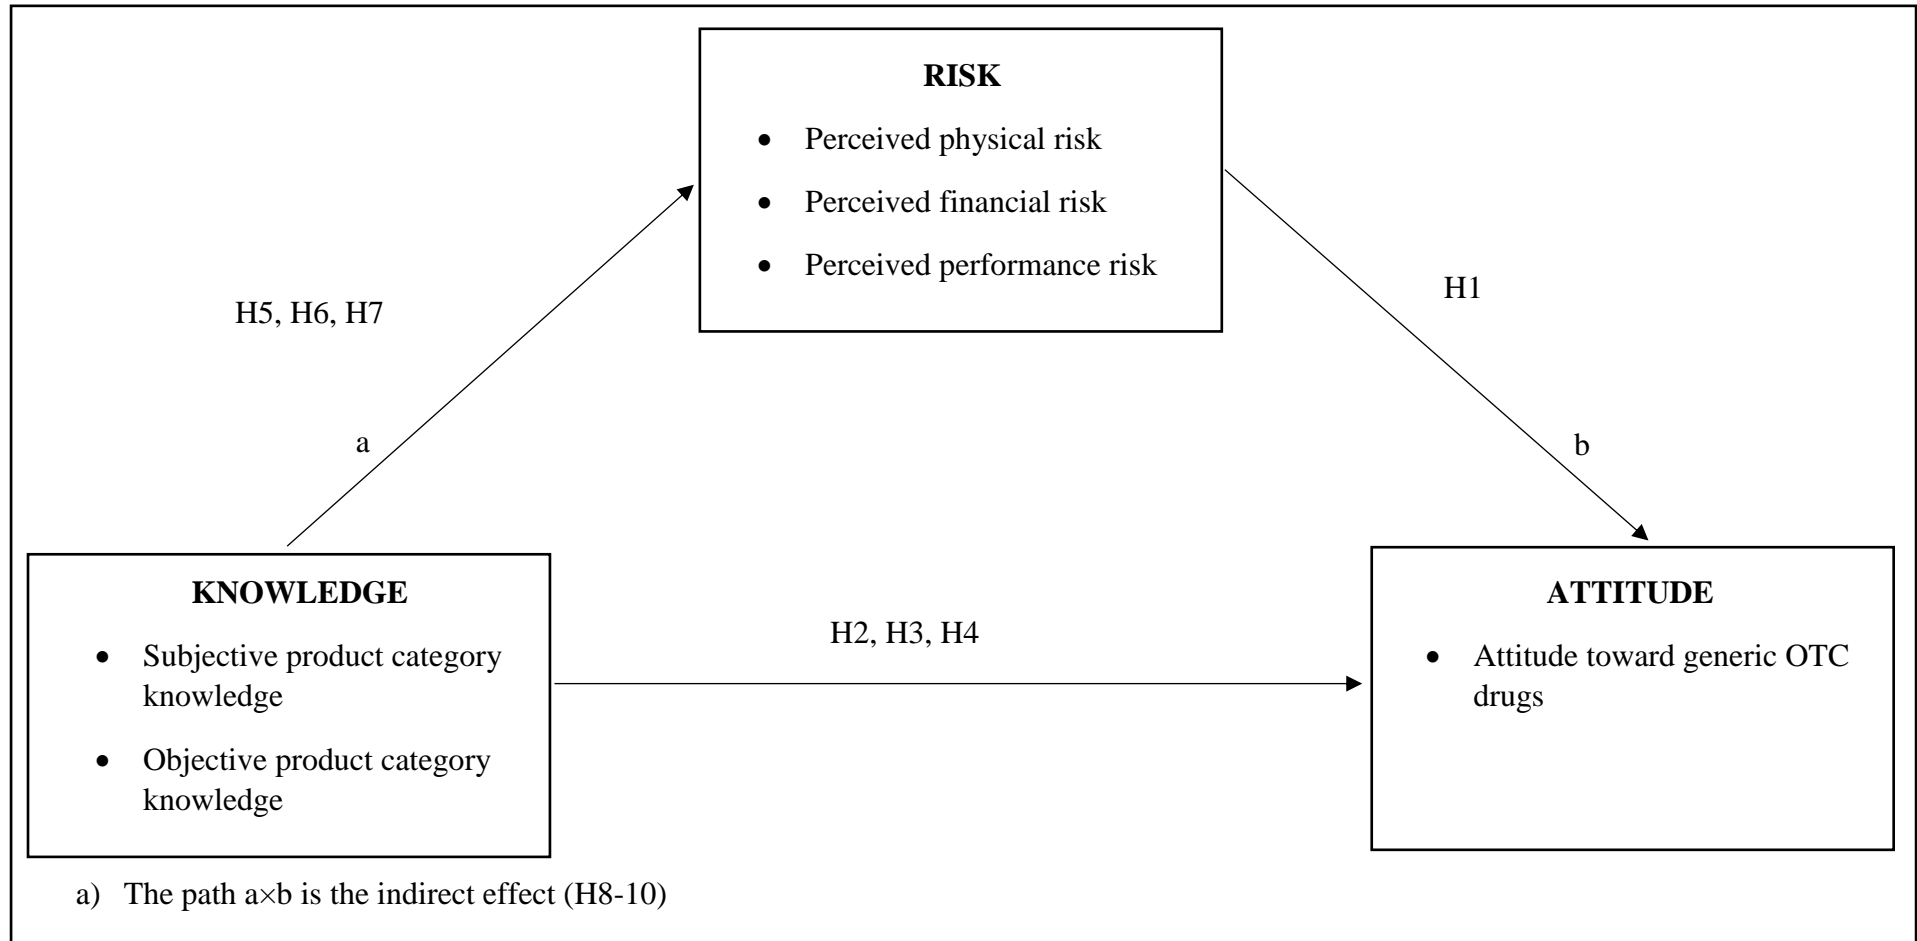 RISK
• Perceived physical risk
• Perceived financial risk
• Perceived performance risk
H1
H5, H6, H7
a
b
KNOWLEDGE
• Subjective product category
knowledge
• Objective product category
knowledge
H2, H3, H4
ATTITUDE
• Attitude toward generic OTC
drugs
a) The path a×b is the indirect effect (H8-10)